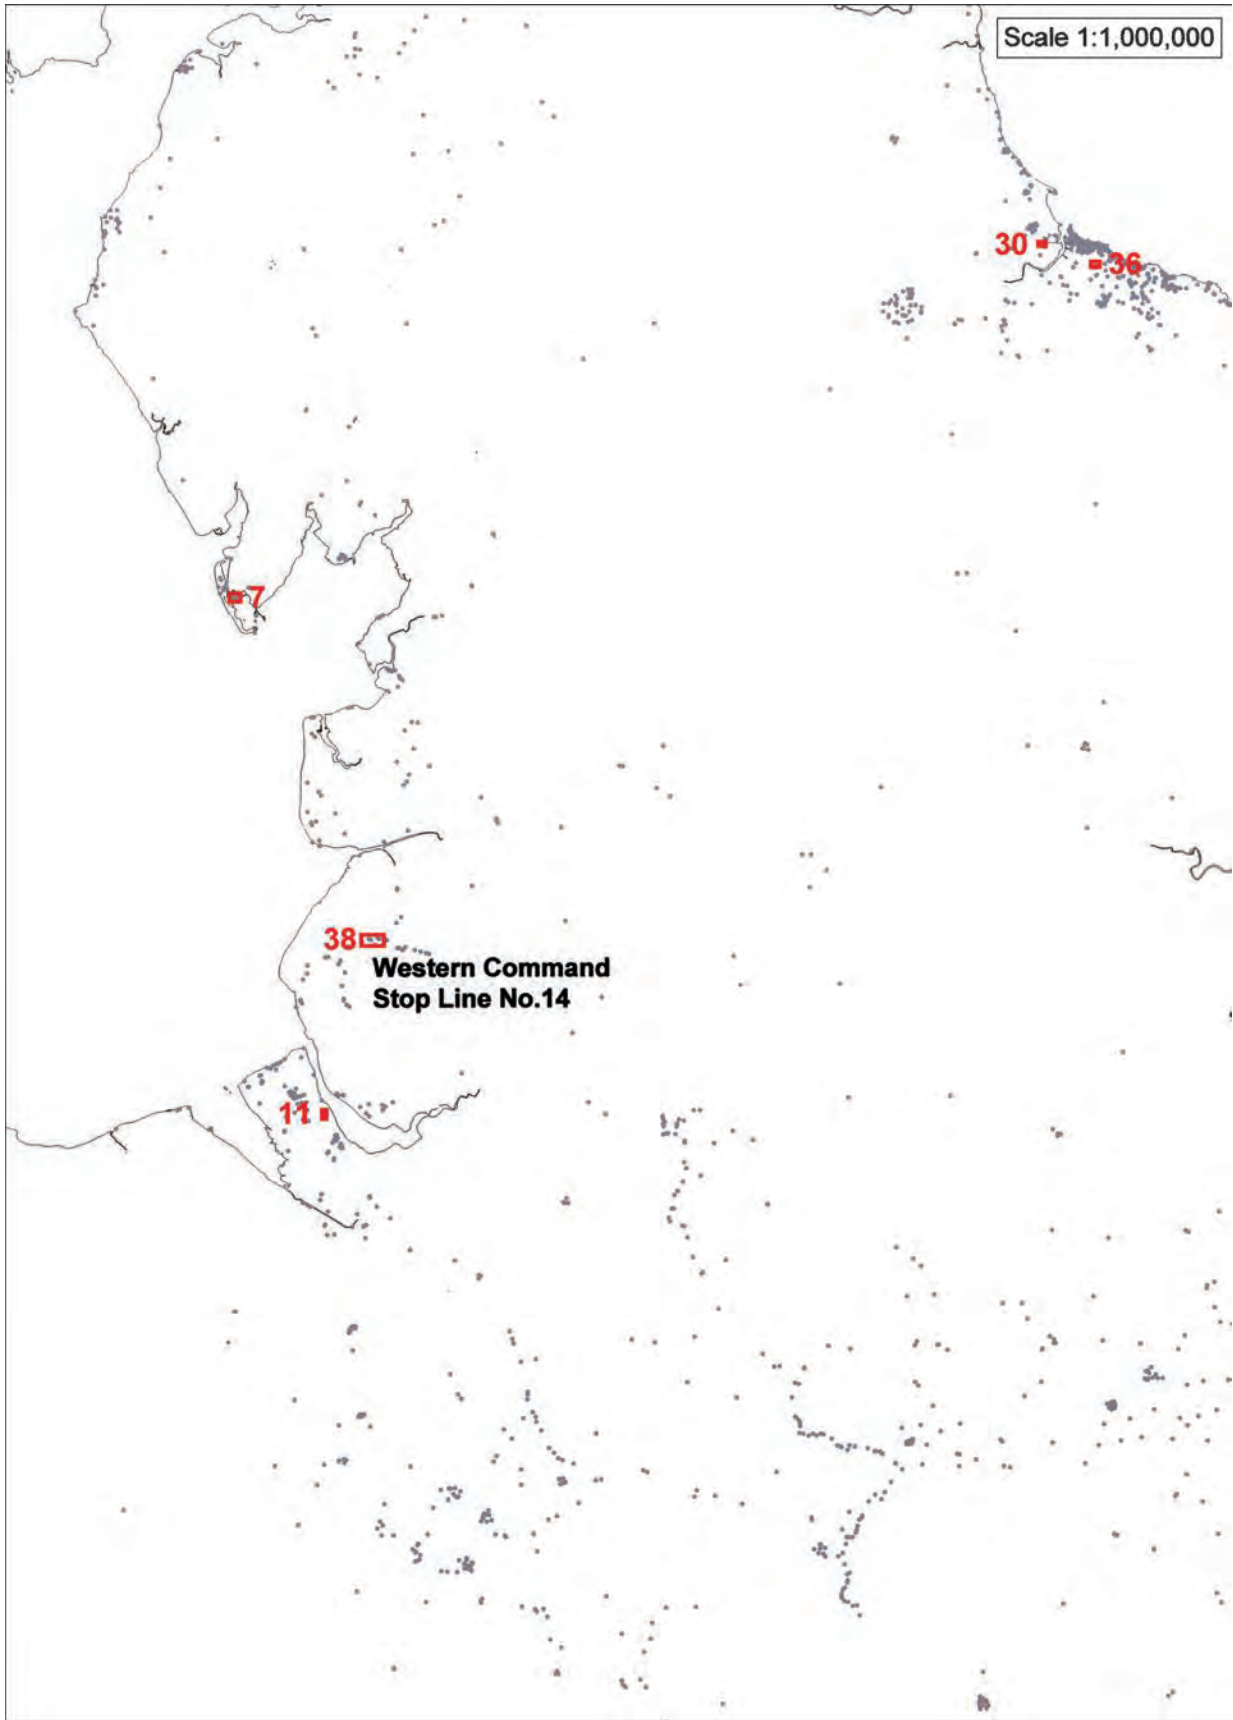 Scale 1:1,000,000
30
36
7
38
Western Command
Stop Line No.14
11